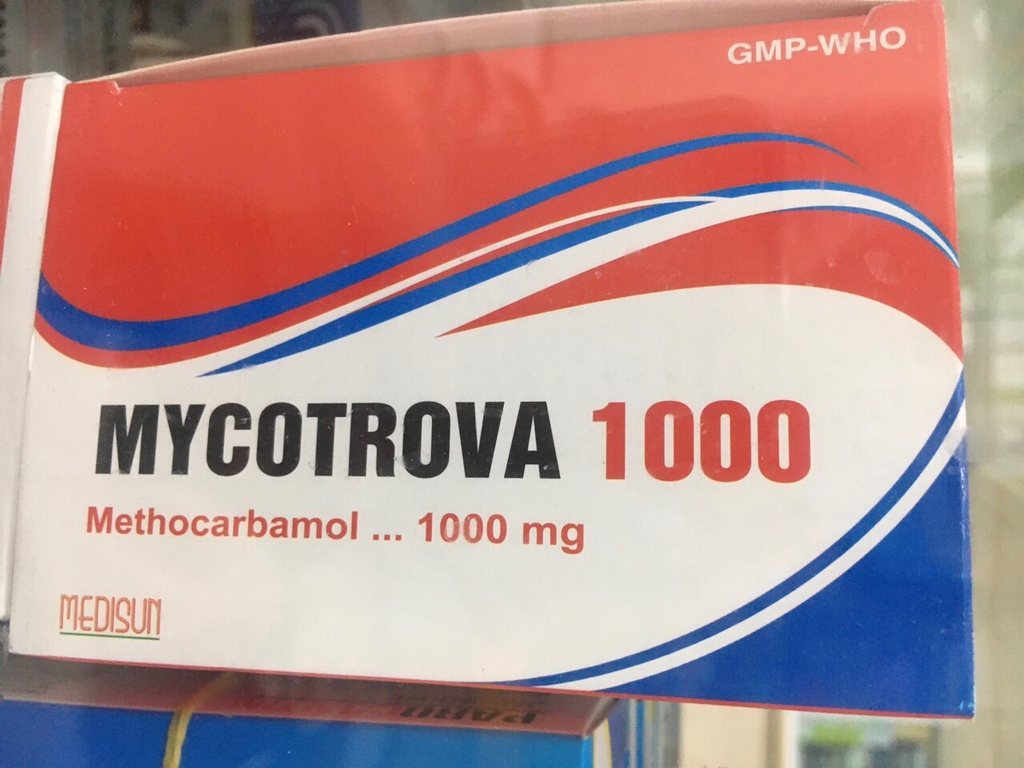 GMP-WHO
MYCOTROVA 1000
Methocarbamol ... 1000 mg
MEDISUN